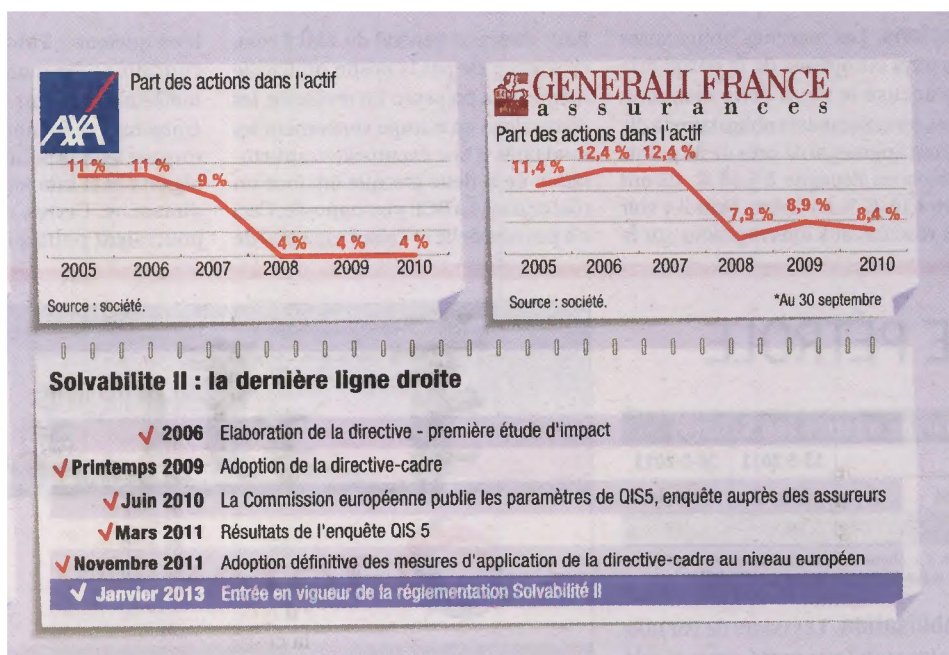 AXA
Part des actions dans l'actif
11 % 11 % 9 % 4 % 4 % 4 %
2005 2006 2007 2008 2009 2010
Source : société.
GENERALI FRANCE
assurances
Part des actions dans l'actif
11,4 % 12,4 % 12,4 % 7,9 % 8,9 % 8,4 %
2005 2006 2007 2008 2009 2010
Source : société. *Au 30 septembre
Solvabilite II : la dernière ligne droite
2006 Elaboration de la directive - première étude d'impact
Printemps 2009 Adoption de la directive-cadre
Juin 2010 La Commission européenne publie les paramètres de QIS5, enquête auprès des assureurs
Mars 2011 Résultats de l'enquête QIS 5
Novembre 2011 Adoption définitive des mesures d'application de la directive-cadre au niveau européen
Janvier 2013 Entrée en vigueur de la réglementation Solvabilité II